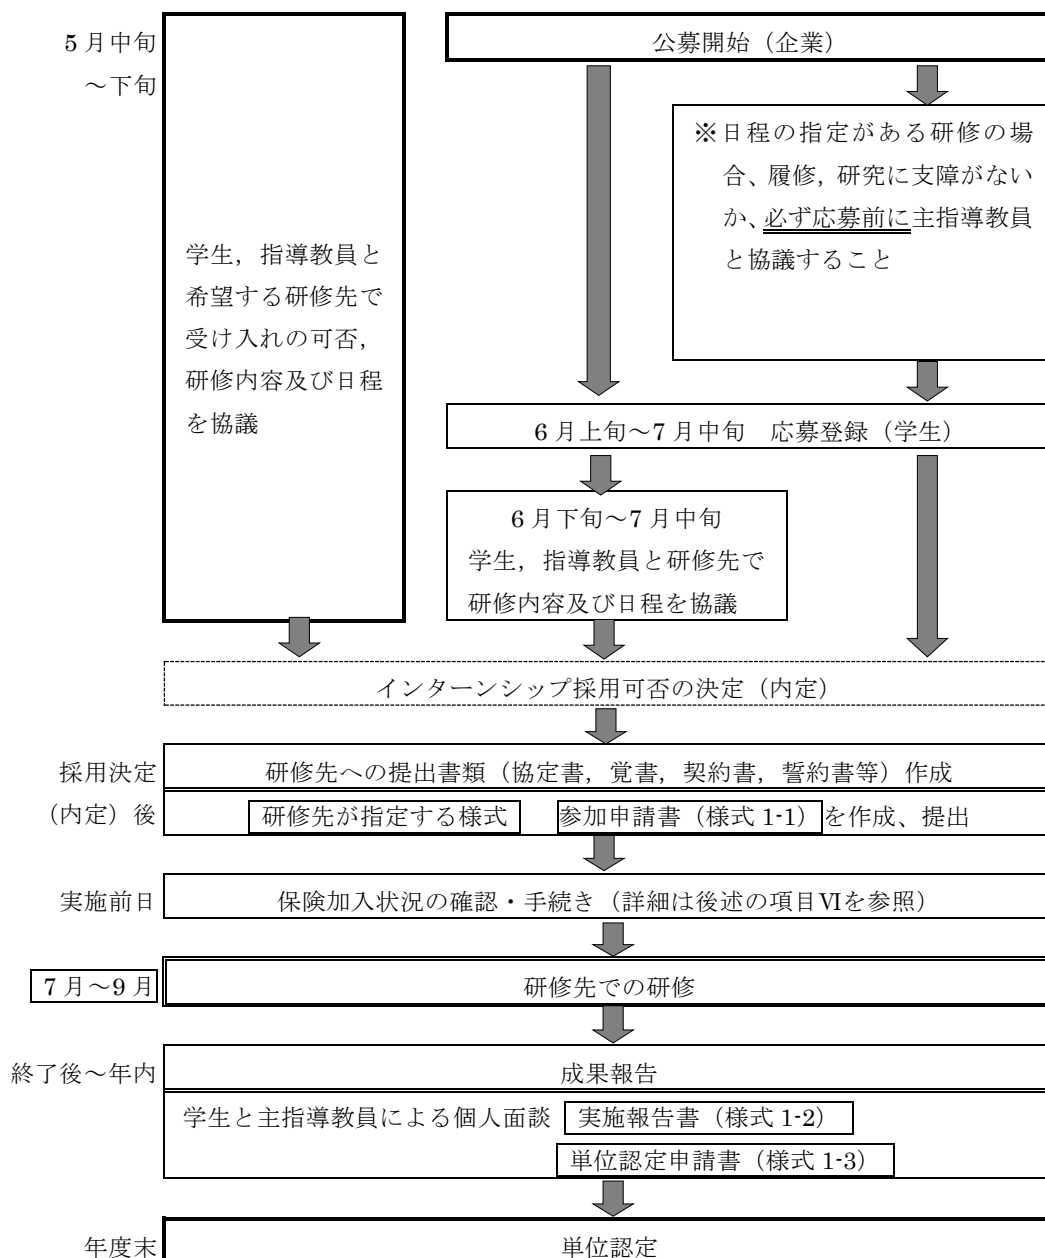 5月中旬
～下旬
公募開始（企業）
※日程の指定がある研修の場
合、履修，研究に支障がない
か、必ず応募前に主指導教員
と協議すること
学生，指導教員と
希望する研修先で
受け入れの可否，
研修内容及び日程
を協議
6月上旬～7月中旬　応募登録（学生）
6月下旬～7月中旬
学生，指導教員と研修先で
研修内容及び日程を協議
インターンシップ採用可否の決定（内定）
採用決定
（内定）後
研修先への提出書類（協定書，覚書，契約書，誓約書等）作成
研修先が指定する様式　参加申請書（様式 1-1）を作成、提出
実施前日
保険加入状況の確認・手続き（詳細は後述の項目Ⅵを参照）
7月～9月
研修先での研修
終了後～年内
成果報告
学生と主指導教員による個人面談　実施報告書（様式 1-2）
単位認定申請書（様式 1-3）
年度末
単位認定